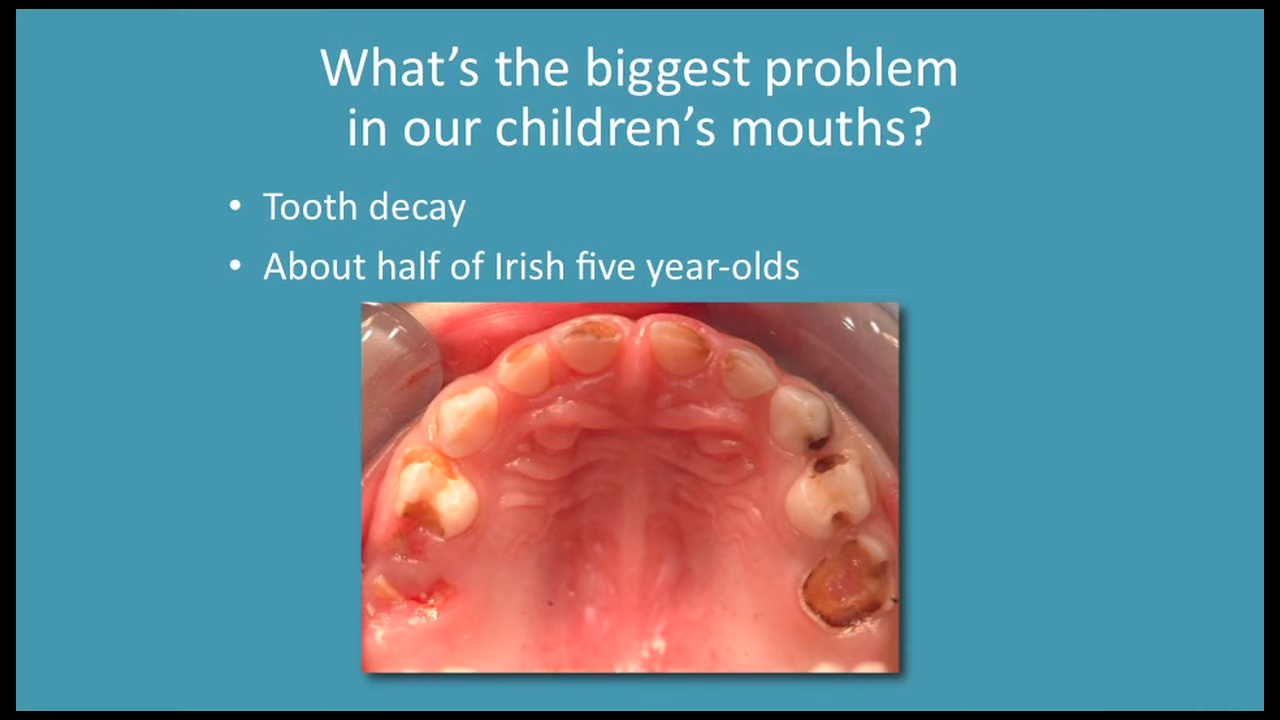 What’s the biggest problem
in our children’s mouths?
• Tooth decay
• About half of Irish five year-olds